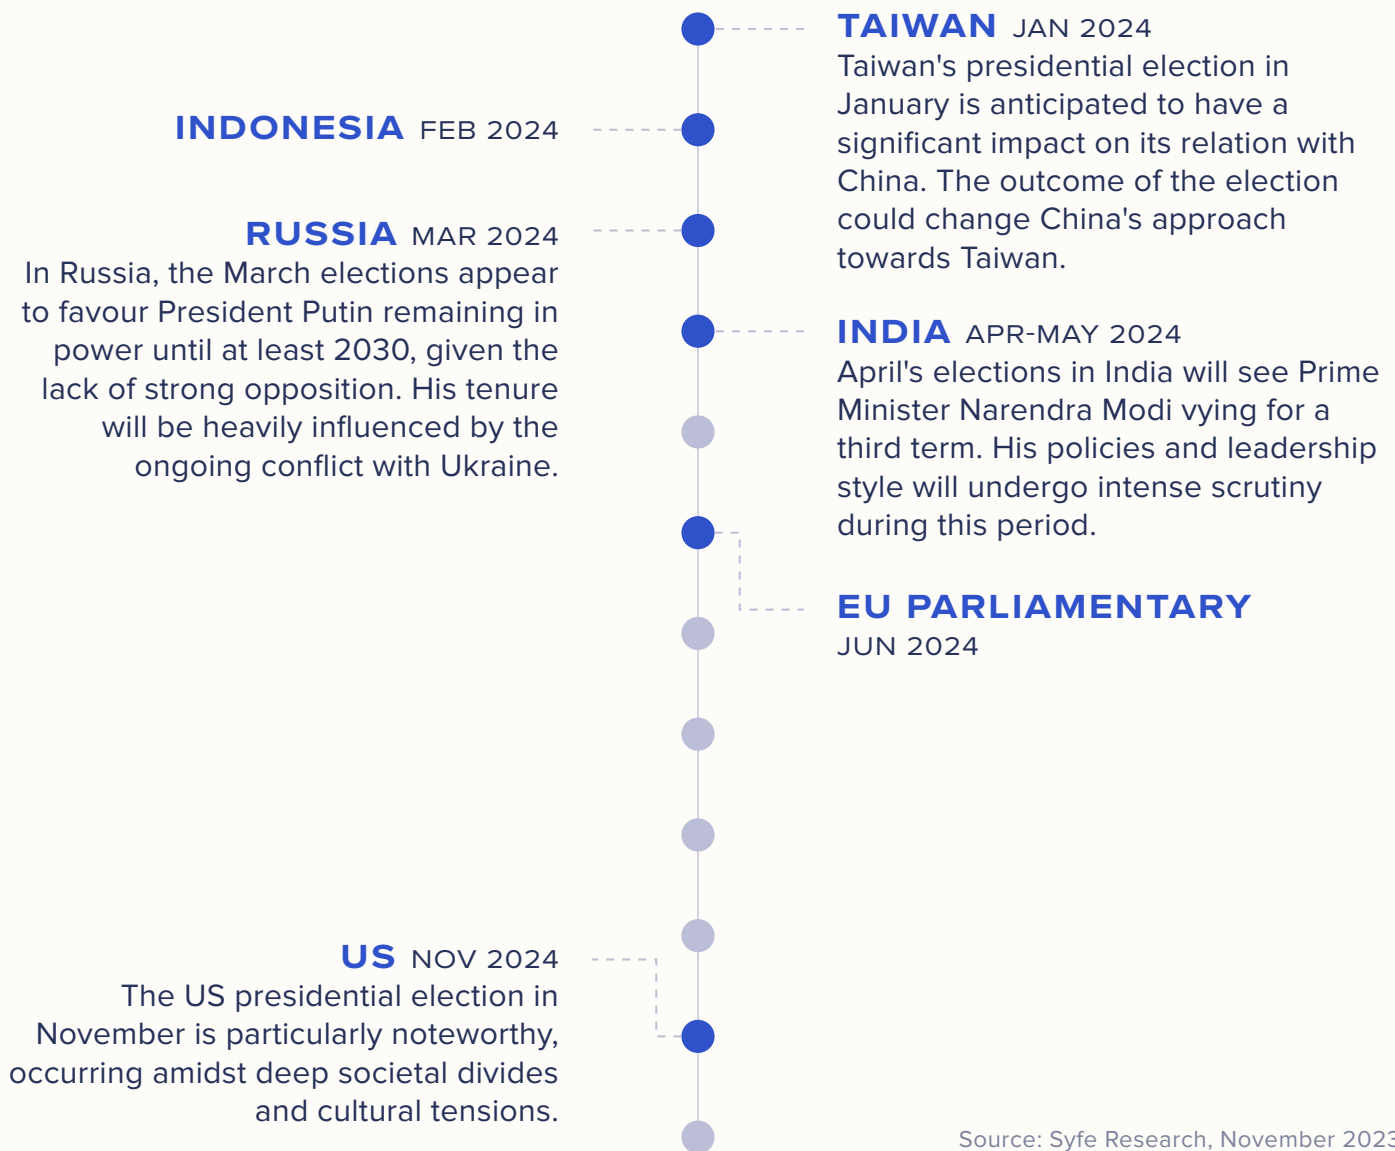 TAIWAN JAN 2024
Taiwan's presidential election in
January is anticipated to have a
significant impact on its relation with
China. The outcome of the election
could change China's approach
towards Taiwan.
INDONESIA FEB 2024
RUSSIA MAR 2024
In Russia, the March elections appear
to favour President Putin remaining in
power until at least 2030, given the
lack of strong opposition. His tenure
will be heavily influenced by the
ongoing conflict with Ukraine.
INDIA APR-MAY 2024
April's elections in India will see Prime
Minister Narendra Modi vying for a
third term. His policies and leadership
style will undergo intense scrutiny
during this period.
EU PARLIAMENTARY
JUN 2024
US NOV 2024
The US presidential election in
November is particularly noteworthy,
occurring amidst deep societal divides
and cultural tensions.
Source: Syfe Research, November 2023